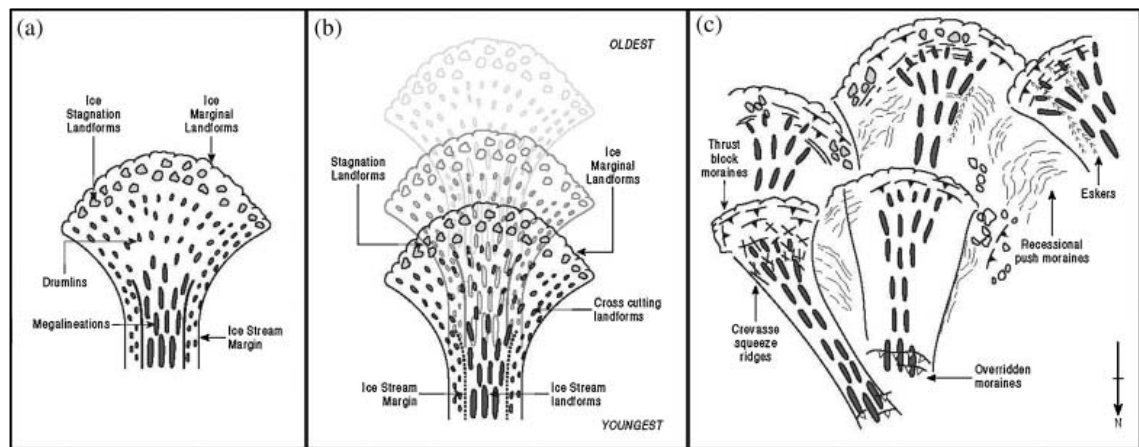 (a)
Ice
Stagnation
Landforms
Ice
Marginal
Landforms
Drumlins
Megalineations
Ice Stream
Margin
(b)
OLDEST
Stagnation
Landforms
Ice
Marginal
Landforms
Cross cutting
landforms
Ice Stream
Margin
Ice Stream
landforms
YOUNGEST
(c)
Thrust
block
moraines
Eskers
Recessional
push moraines
Crevasse
squeeze
ridges
Overridden
moraines
N